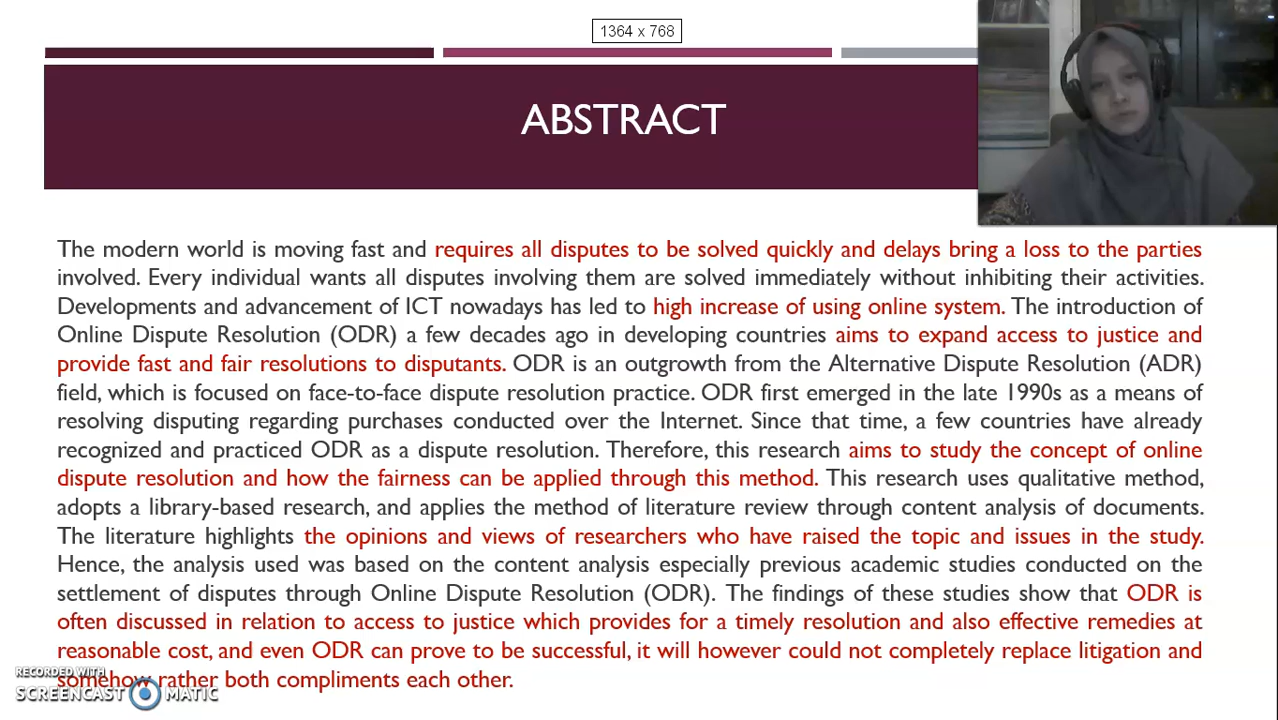 1364 x 768
ABSTRACT
The modern world is moving fast and requires all disputes to be solved quickly and delays bring a loss to the parties
involved. Every individual wants all disputes involving them are solved immediately without inhibiting their activities.
Developments and advancement of ICT nowadays has led to high increase of using online system. The introduction of
Online Dispute Resolution (ODR) a few decades ago in developing countries aims to expand access to justice and
provide fast and fair resolutions to disputants. ODR is an outgrowth from the Alternative Dispute Resolution (ADR)
field, which is focused on face-to-face dispute resolution practice. ODR first emerged in the late 1990s as a means of
resolving disputing regarding purchases conducted over the Internet. Since that time, a few countries have already
recognized and practiced ODR as a dispute resolution. Therefore, this research aims to study the concept of online
dispute resolution and how the fairness can be applied through this method. This research uses qualitative method,
adopts a library-based research, and applies the method of literature review through content analysis of documents.
The literature highlights the opinions and views of researchers who have raised the topic and issues in the study.
Hence, the analysis used was based on the content analysis especially previous academic studies conducted on the
settlement of disputes through Online Dispute Resolution (ODR). The findings of these studies show that ODR is
often discussed in relation to access to justice which provides for a timely resolution and also effective remedies at
reasonable cost, and even ODR can prove to be successful, it will however could not completely replace litigation and
somehow rather both compliments each other.
RECORDED WITH
SCREENCAST MATIC